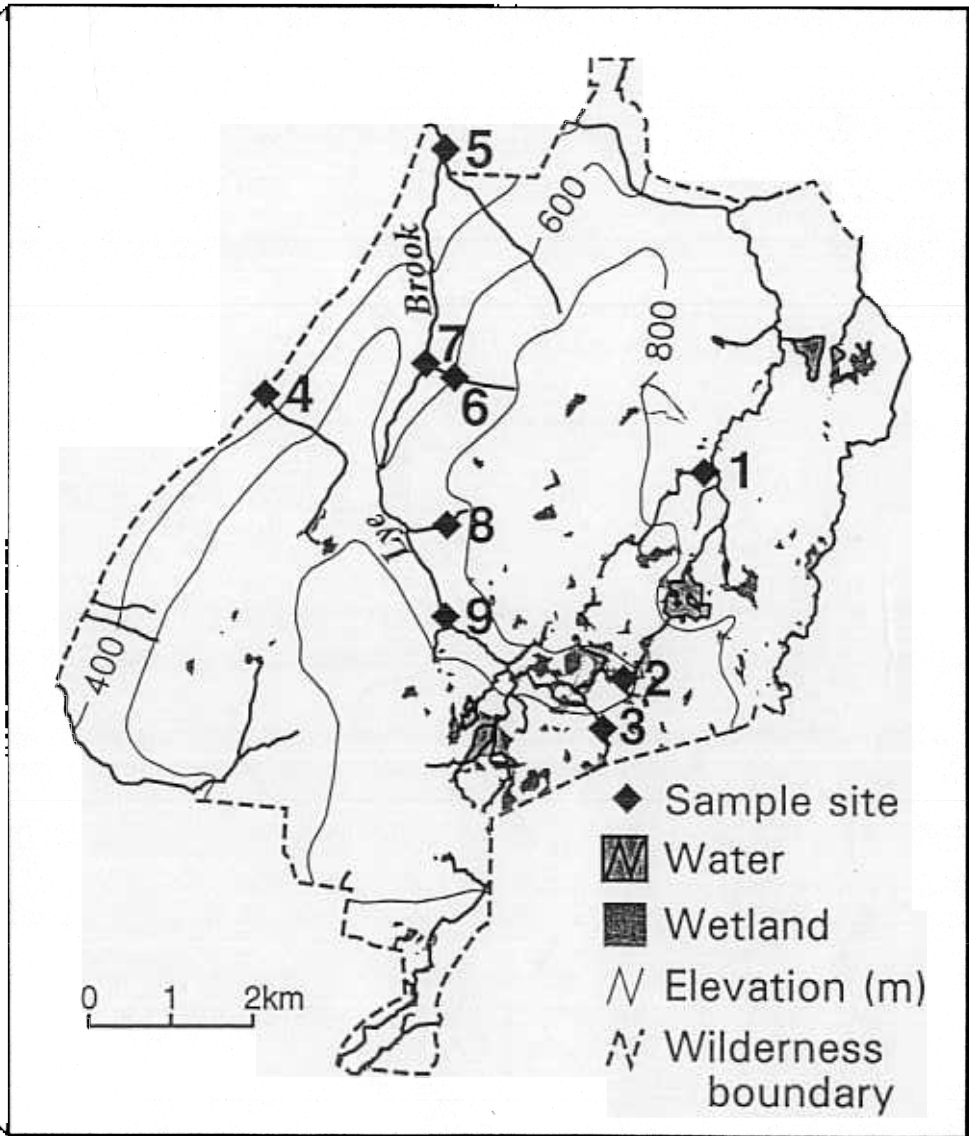 5
600
Brook
800
7
6
4
1
8
Lye
9
400
2
3
Sample site
Water
Wetland
Elevation (m)
Wilderness
boundary
0 1 2km